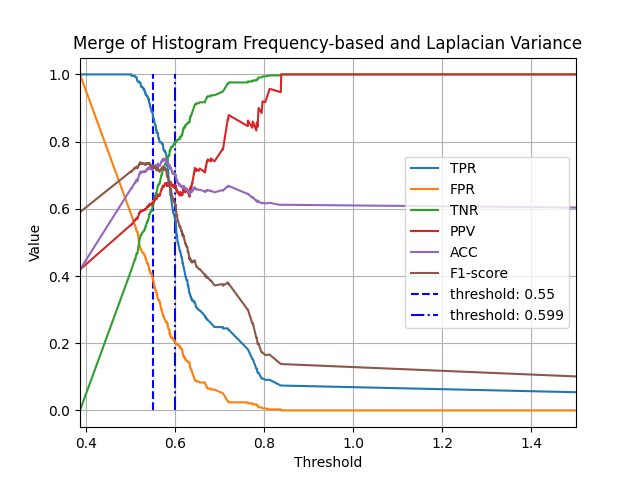 Merge of Histogram Frequency-based and Laplacian Variance
1.0
0.8
0.6
0.4
0.2
0.0
Value
TPR
FPR
TNR
PPV
ACC
F1-score
threshold: 0.55
threshold: 0.599
0.4 0.6 0.8 1.0 1.2 1.4
Threshold